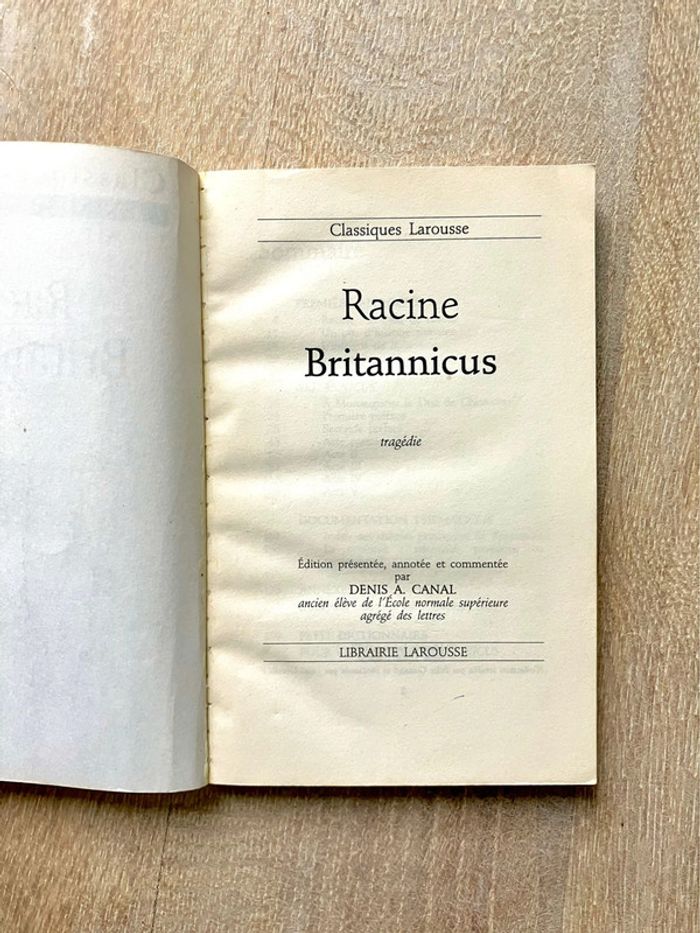 Classiques Larousse
Racine
Britannicus
tragédie
Édition présentée, annotée et commentée
par
DENIS A. CANAL
ancien élève de l'École normale supérieure
agrégé des lettres
LIBRAIRIE LAROUSSE